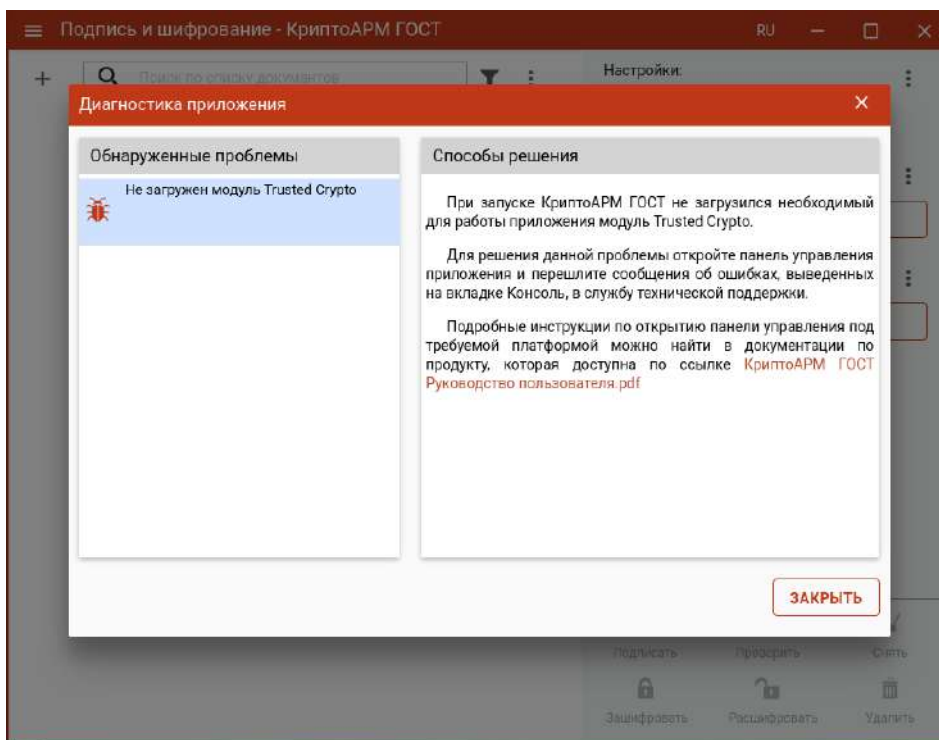 Подпись и шифрование - КриптоАРМ ГОСТ
RU
Поиск по списку документов
Настройки:
Диагностика приложения
Обнаруженные проблемы
Не загружен модуль Trusted Crypto
Способы решения
При запуске КриптоАРМ ГОСТ не загрузился необходимый
для работы приложения модуль Trusted Crypto.
Для решения данной проблемы откройте панель управления
приложения и перешлите сообщения об ошибках, выведенных
на вкладке Консоль, в службу технической поддержки.
Подробные инструкции по открытию панели управления под
требуемой платформой можно найти в документации по
продукту, которая доступна по ссылке КриптоАРМ ГОСТ
Руководство пользователя.pdf
ЗАКРЫТЬ
Подписать
Проверить
Снять
Зашифровать
Расшифровать
Удалить